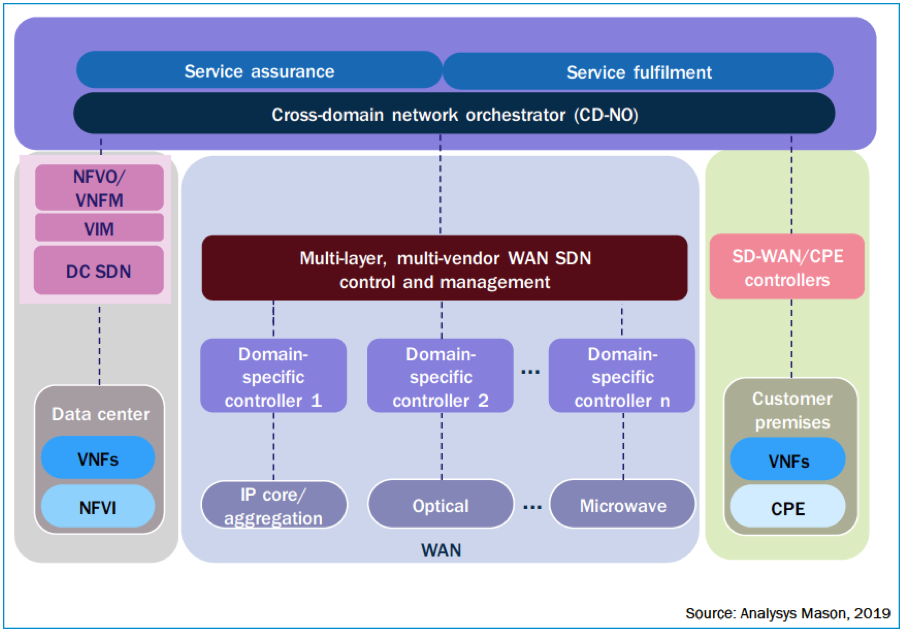 Service assurance
Service fulfilment
Cross-domain network orchestrator (CD-NO)
NFVO/
VNFM
VIM
DC SDN
Multi-layer, multi-vendor WAN SDN
control and management
SD-WAN/CPE
controllers
Domain-
specific
controller 1
Domain-
specific
controller 2
...
Domain-
specific
controller n
Data center
VNFs
NFVI
IP core/
aggregation
Optical
...
Microwave
WAN
Customer
premises
VNFs
CPE
Source: Analysys Mason, 2019